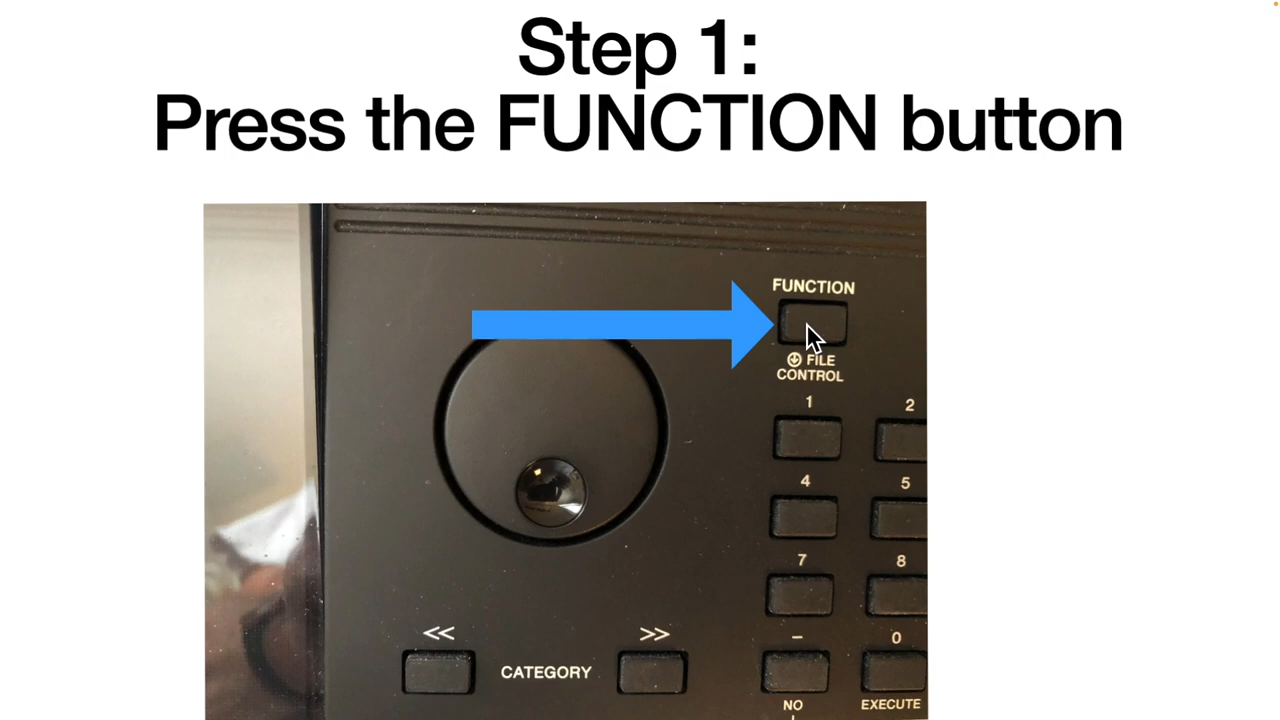 Step 1:
Press the FUNCTION button
FUNCTION
FILE
CONTROL
1
2
4
5
7
8
<<
>>
–
0
CATEGORY
NO
EXECUTE